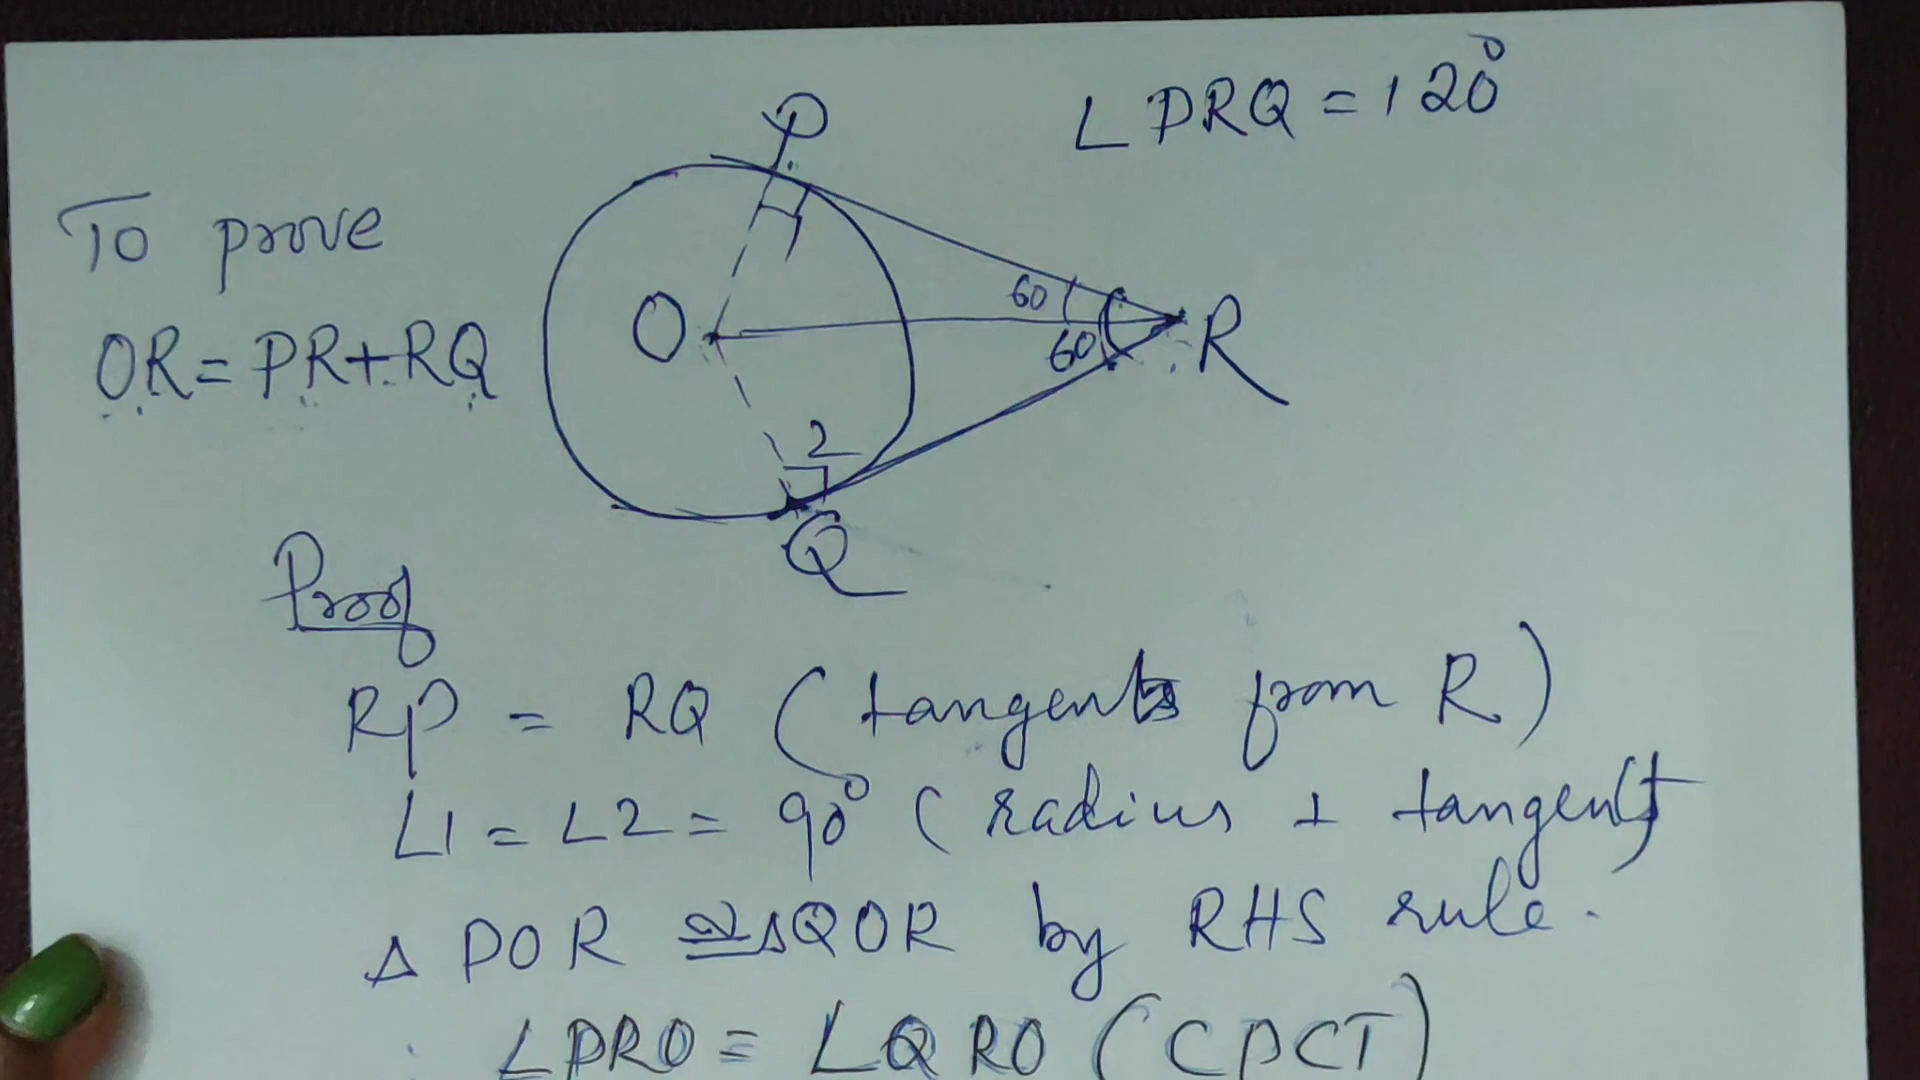 ∠PRQ = 120°
P
To prove
OR = PR + RQ
1
O
60
60
R
2
Q
Proof
RP = RQ (tangents from R)
∠1 = ∠2 = 90° (radius ⊥ tangent)
Δ POR ≅ ΔQOR by RHS rule.
∠PRO = ∠QRO (CPCT)